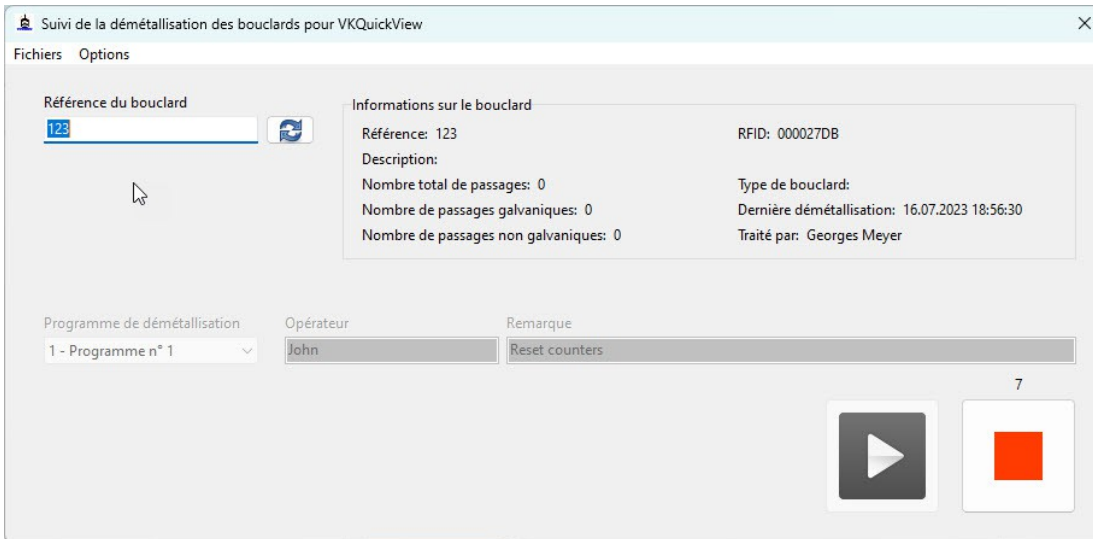 Suivi de la démétallisation des bouclards pour VKQuickView
Fichiers Options
Référence du bouclard
123
Informations sur le bouclard
Référence: 123
RFID: 000027DB
Description:
Nombre total de passages: 0
Type de bouclard:
Nombre de passages galvaniques: 0
Dernière démétallisation: 16.07.2023 18:56:30
Nombre de passages non galvaniques: 0
Traité par: Georges Meyer
Programme de démétallisation
Opérateur
Remarque
1 - Programme n° 1
John
Reset counters
7